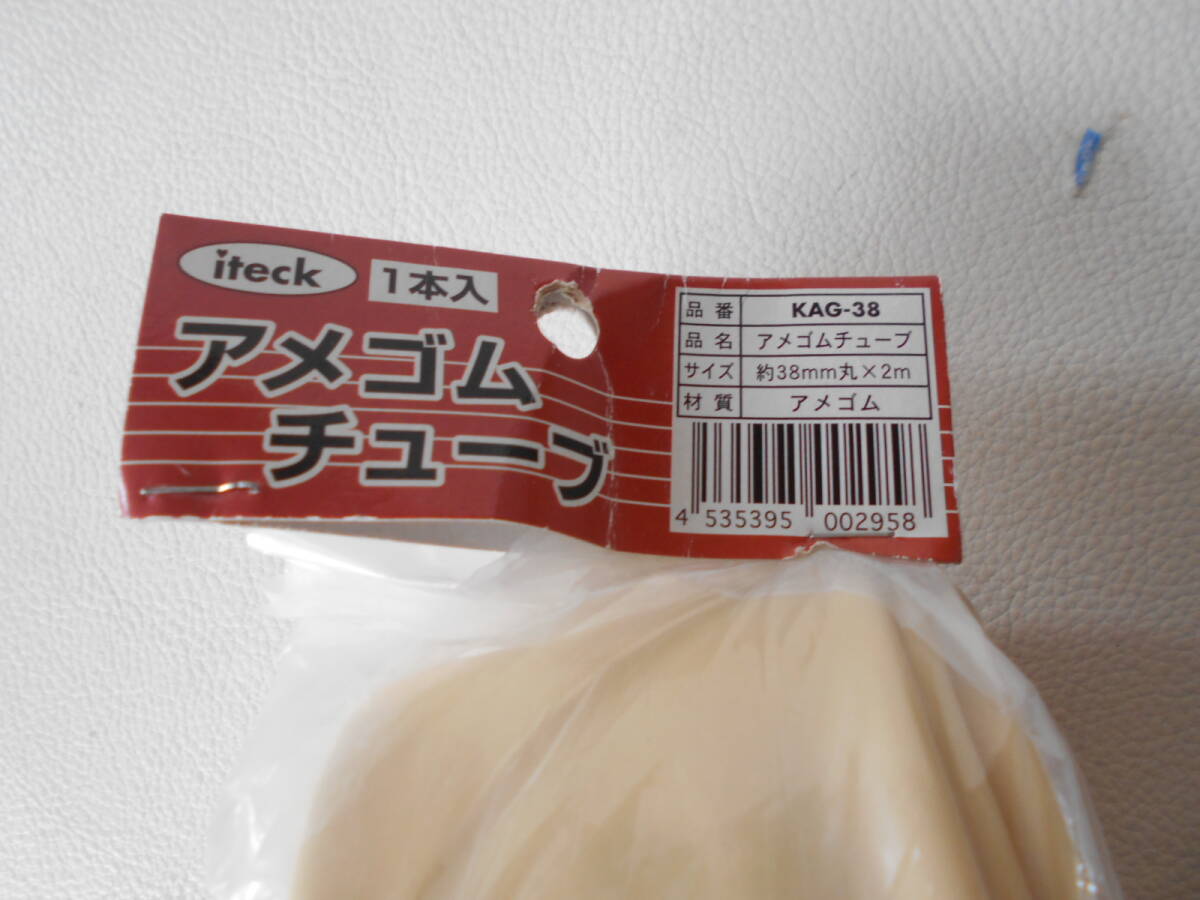 iteck
1本入
アメゴム
チューブ
品番 KAG-38
品名 アメゴムチューブ
サイズ 約38mm丸×2m
材質 アメゴム
4 535395 002958